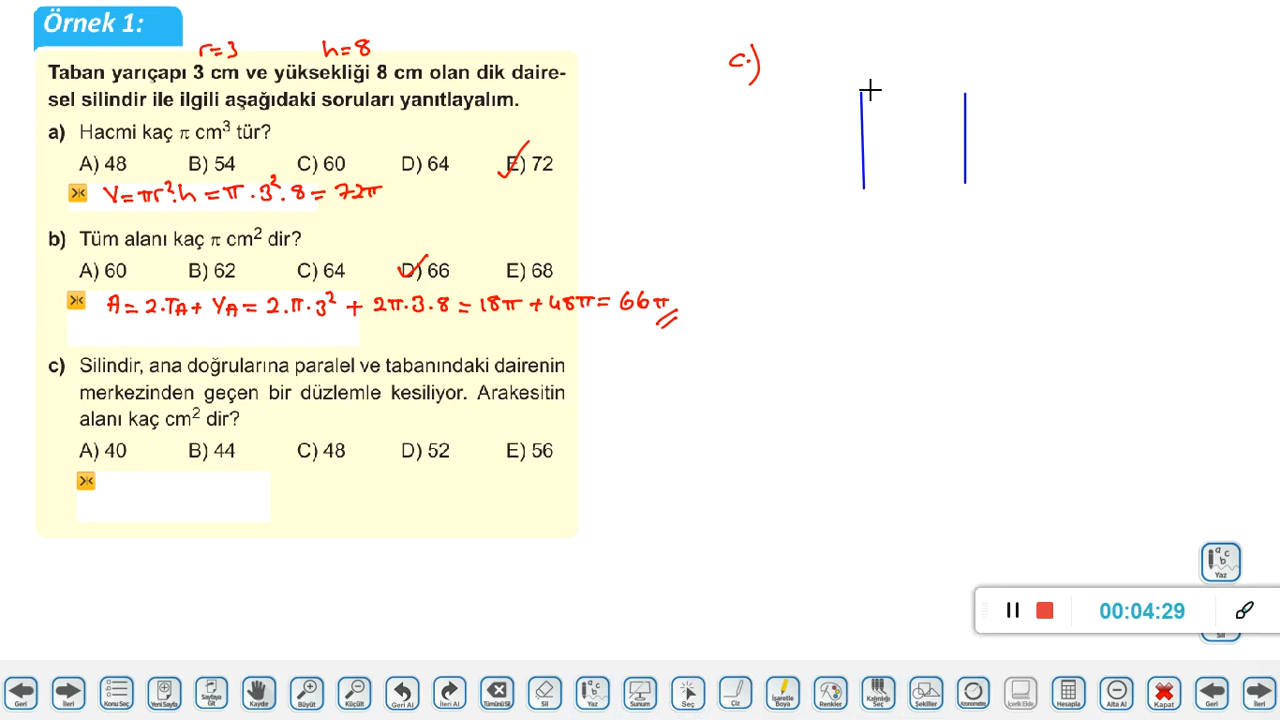 Örnek 1:
r=3 h=8
Taban yarıçapı 3 cm ve yüksekliği 8 cm olan dik daire-
sel silindir ile ilgili aşağıdaki soruları yanıtlayalım.
a) Hacmi kaç π cm³ tür?
A) 48 B) 54 C) 60 D) 64 E) 72
V=πr².h = π.3².8 = 72π
b) Tüm alanı kaç π cm² dir?
A) 60 B) 62 C) 64 D) 66 E) 68
A = 2.TA + YA = 2.π.3² + 2π.3.8 = 18π + 48π = 66π
c) Silindir, ana doğrularına paralel ve tabanındaki dairenin
merkezinden geçen bir düzlemle kesiliyor. Arakesitin
alanı kaç cm² dir?
A) 40 B) 44 C) 48 D) 52 E) 56
c.)
a b c
Yaz
00:04:29
Sil
Geri İleri Konu Seç Yeni Sayfa Sayfaya Git Kaydır Büyüt Küçült Geri Al İleri Al Tümünü Sil Sil Yaz Sunum Seç Çiz İşaretle Boya Renkler Kalınlığı Seç Şekiller Kronometre İçerik Ekle Hesapla Alta Al Kapat Geri İleri